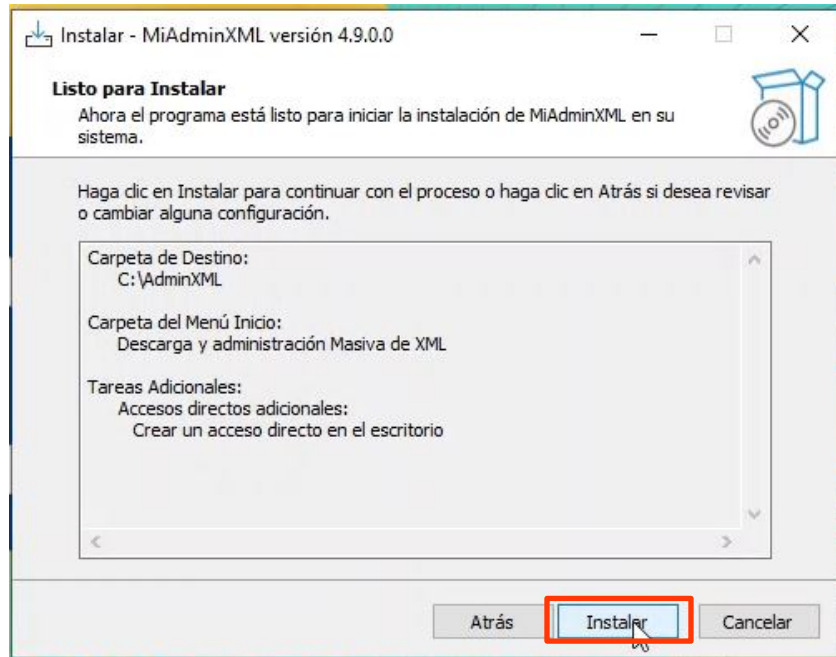 Instalar - MiAdminXML versión 4.9.0.0
Listo para Instalar
Ahora el programa está listo para iniciar la instalación de MiAdminXML en su
sistema.
Haga clic en Instalar para continuar con el proceso o haga clic en Atrás si desea revisar
o cambiar alguna configuración.
Carpeta de Destino:
C:\AdminXML
Carpeta del Menú Inicio:
Descarga y administración Masiva de XML
Tareas Adicionales:
Accesos directos adicionales:
Crear un acceso directo en el escritorio
Atrás Instalar Cancelar